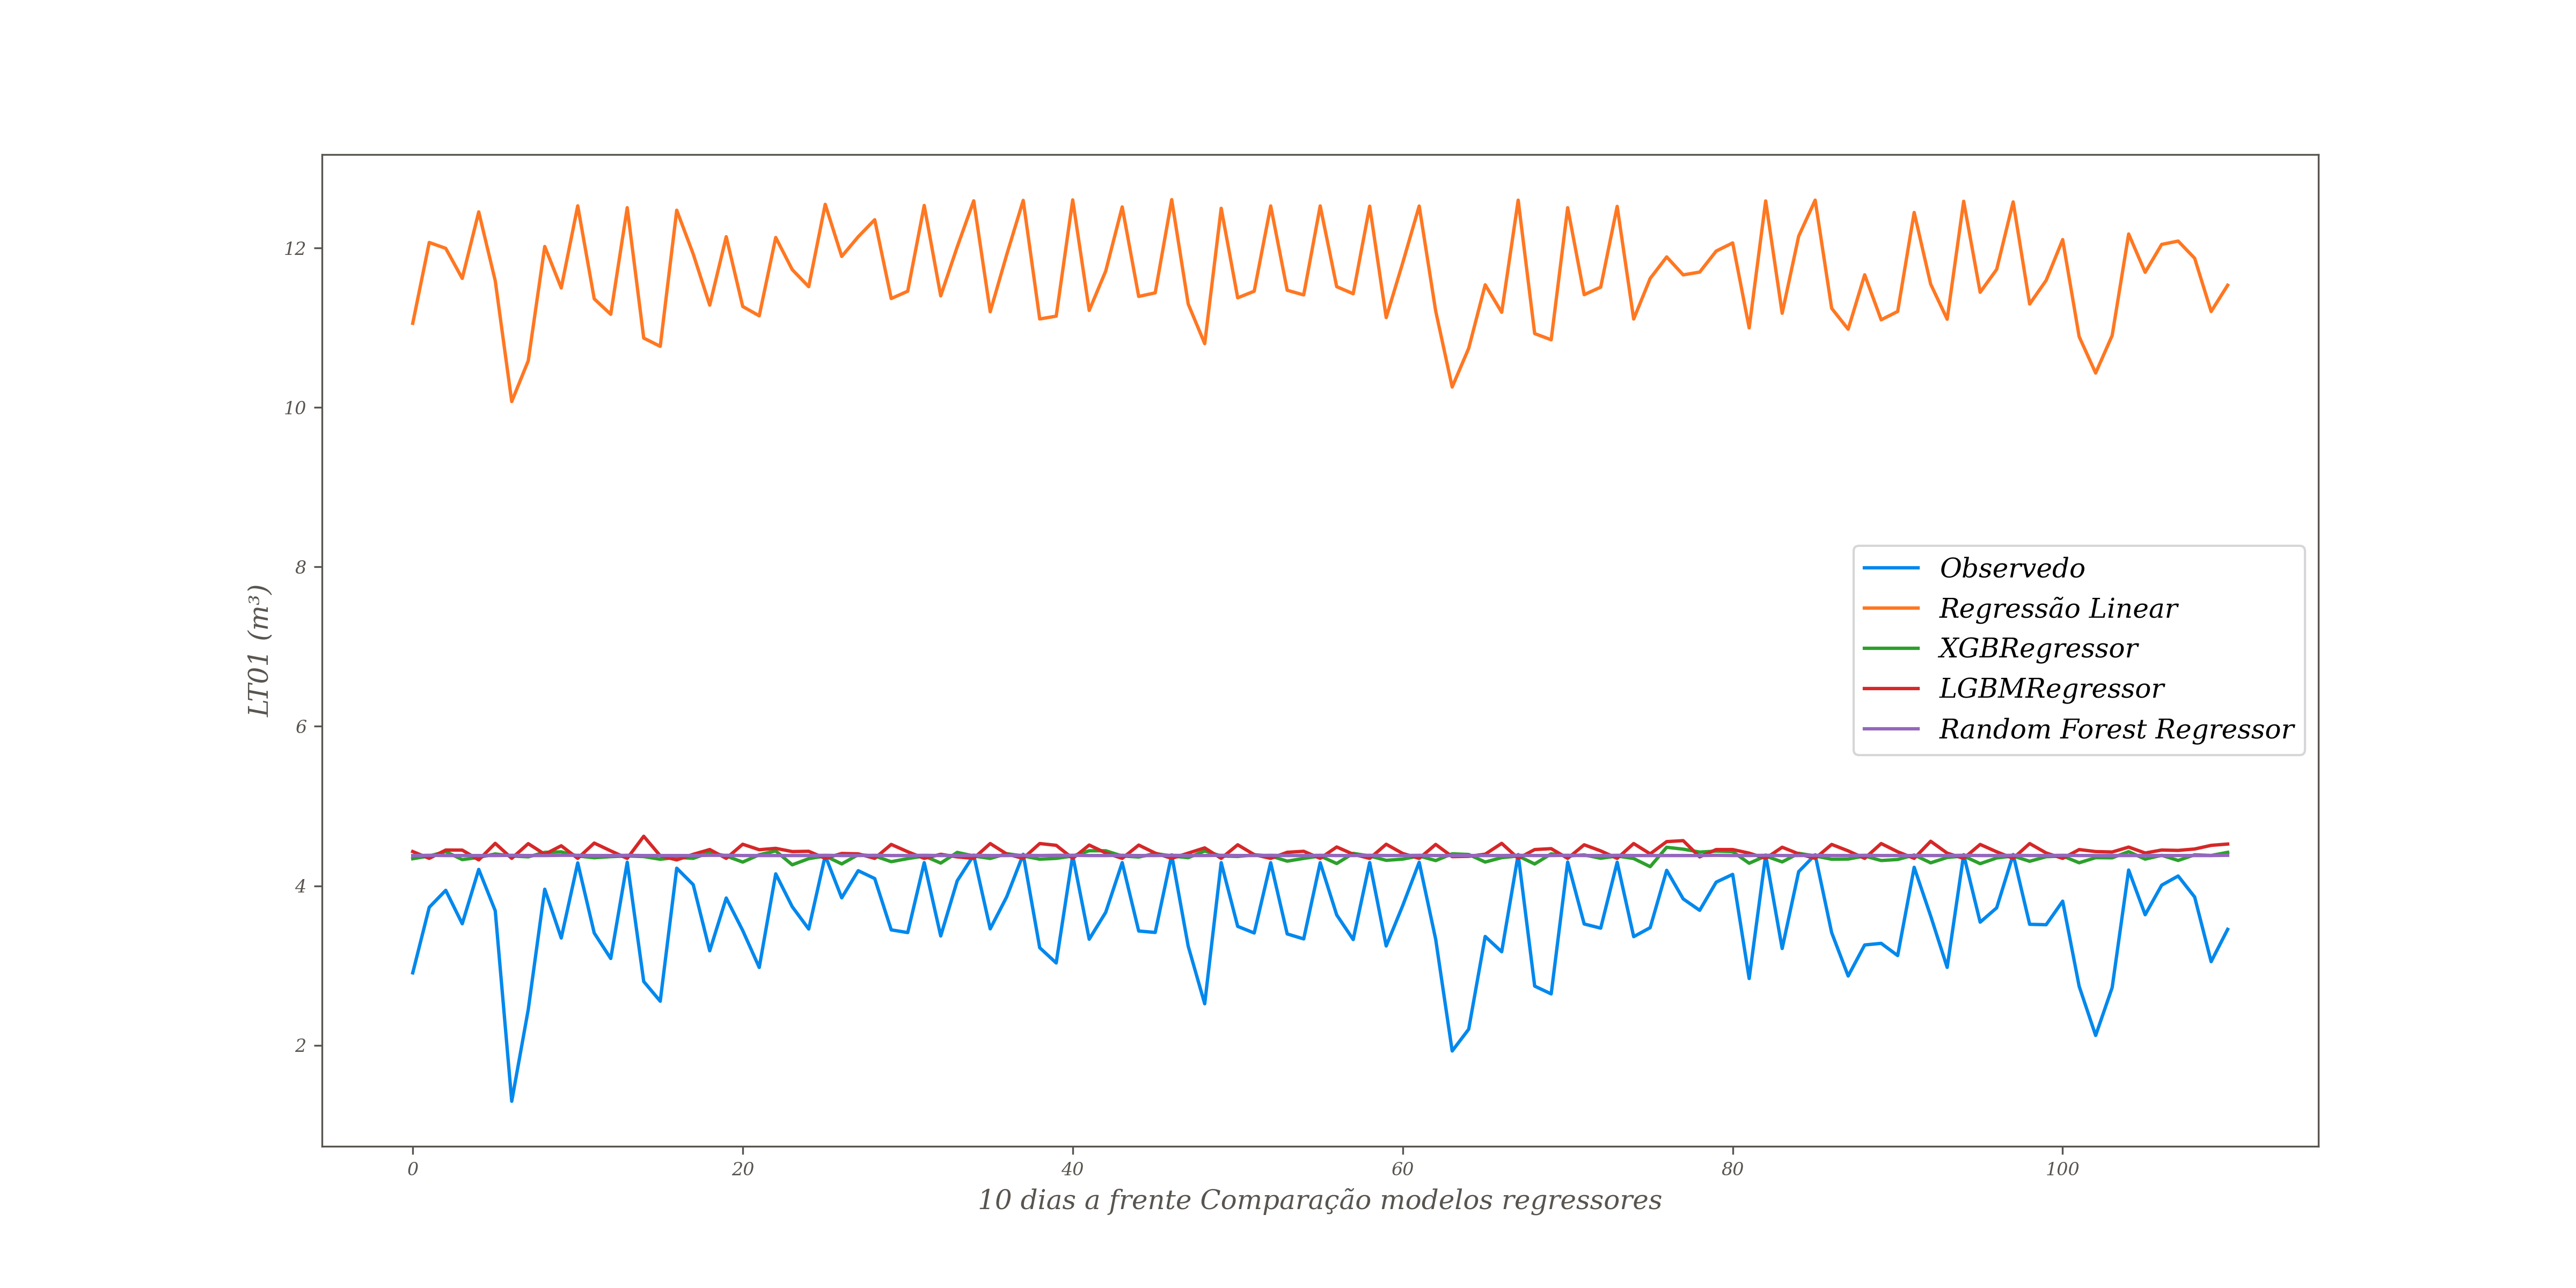 12
10
8
6
4
2
LT01 (m³)
Observedo
Regressão Linear
XGBRegressor
LGBMRegressor
Random Forest Regressor
0 20 40 60 80 100
10 dias a frente Comparação modelos regressores